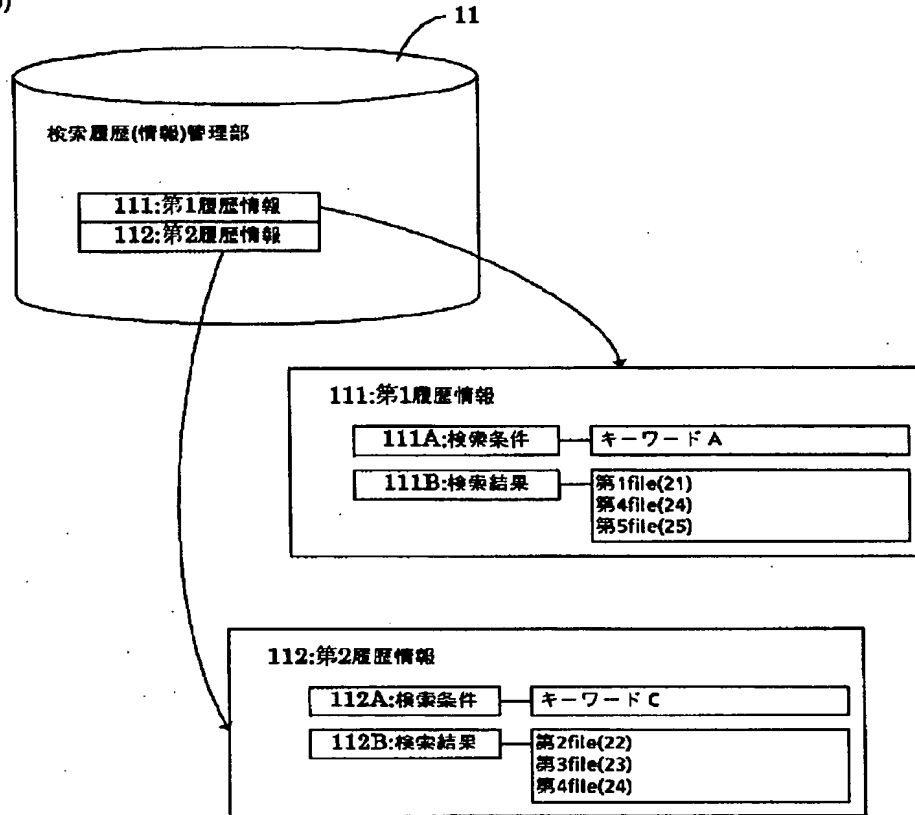 11
検索履歴(情報)管理部
111:第1履歴情報
112:第2履歴情報
111:第1履歴情報
111A:検索条件
キーワードA
111B:検索結果
第1file(21)
第4file(24)
第5file(25)
112:第2履歴情報
112A:検索条件
キーワードC
112B:検索結果
第2file(22)
第3file(23)
第4file(24)